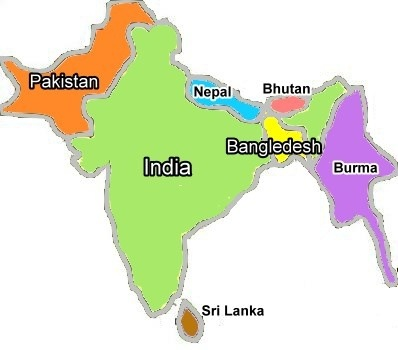 Pakistan
Nepal
Bhutan
Bangledesh
India
Burma
Sri Lanka